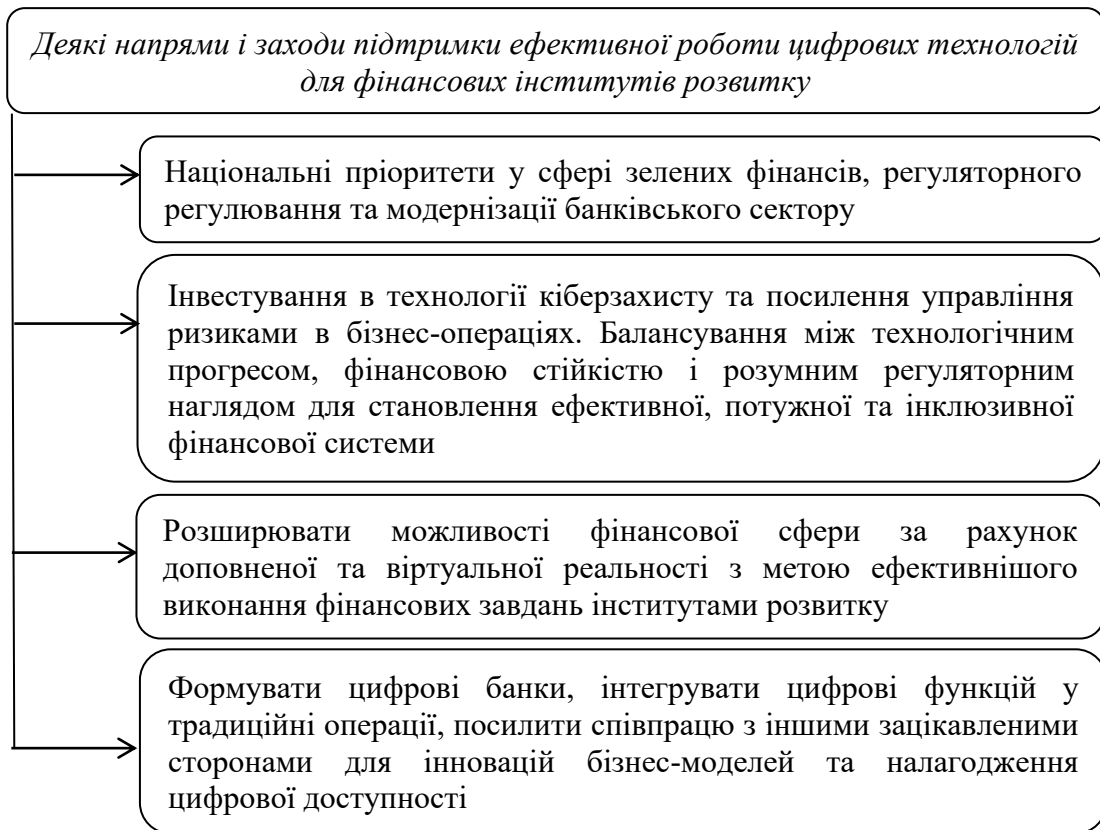 Деякі напрями і заходи підтримки ефективної роботи цифрових технологій
для фінансових інститутів розвитку
Національні пріоритети у сфері зелених фінансів, регуляторного
регулювання та модернізації банківського сектору
Інвестування в технології кіберзахисту та посилення управління
ризиками в бізнес-операціях. Балансування між технологічним
прогресом, фінансовою стійкістю і розумним регуляторним
наглядом для становлення ефективної, потужної та інклюзивної
фінансової системи
Розширювати можливості фінансової сфери за рахунок
доповненої та віртуальної реальності з метою ефективнішого
виконання фінансових завдань інститутами розвитку
Формувати цифрові банки, інтегрувати цифрові функцій у
традиційні операції, посилити співпрацю з іншими зацікавленими
сторонами для інновацій бізнес-моделей та налагодження
цифрової доступності